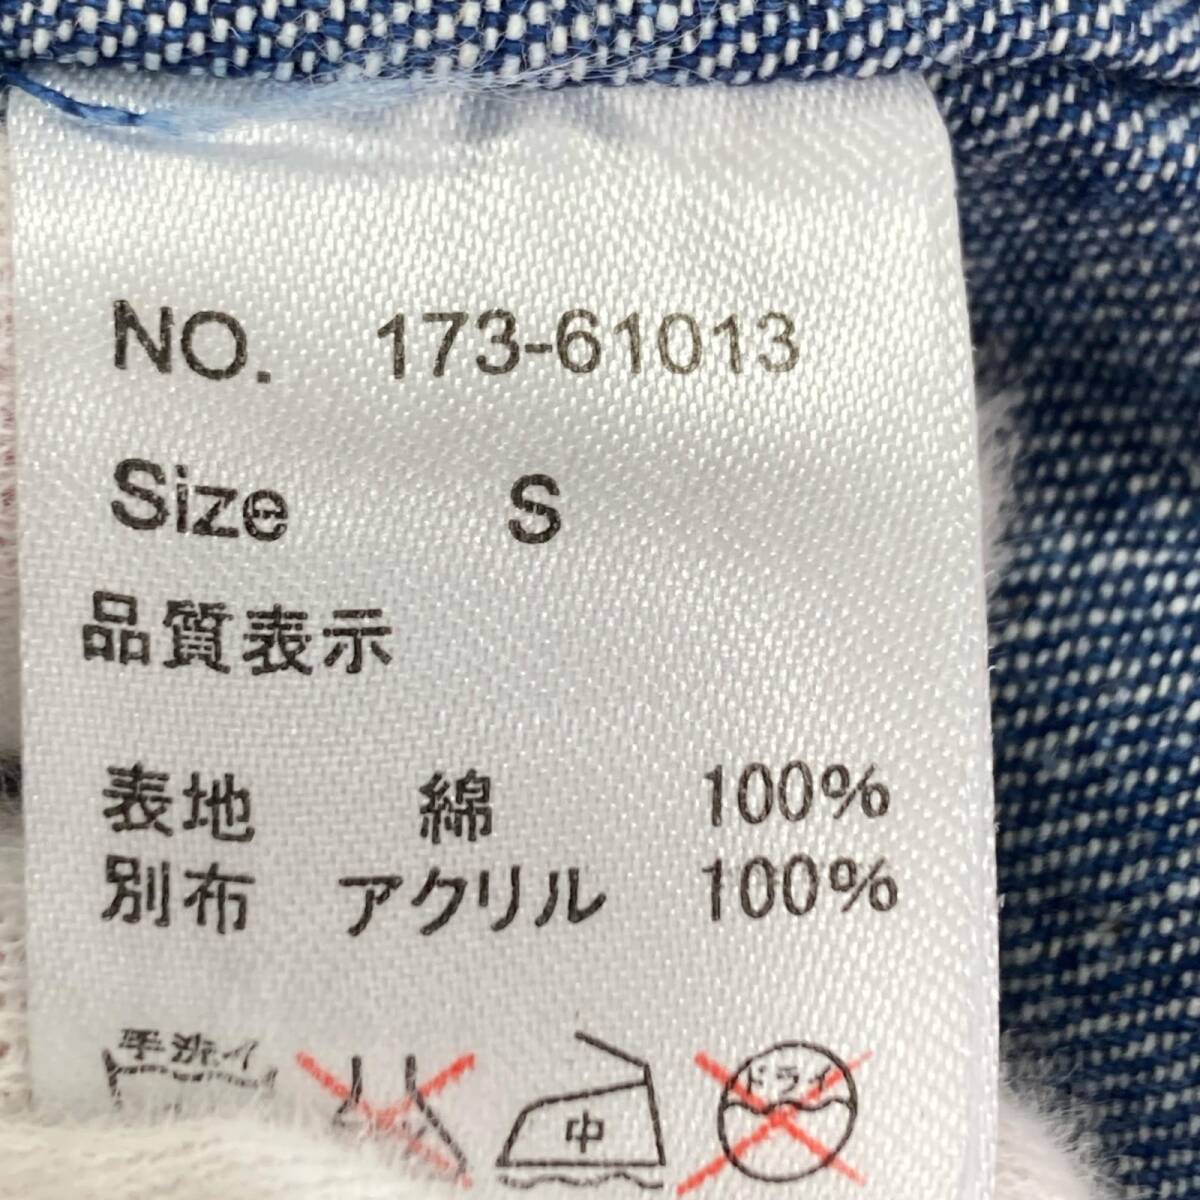 NO. 173-61013
Size S
品質表示
表地 綿 100%
別布 アクリル 100%
手洗イ 中 ドライ